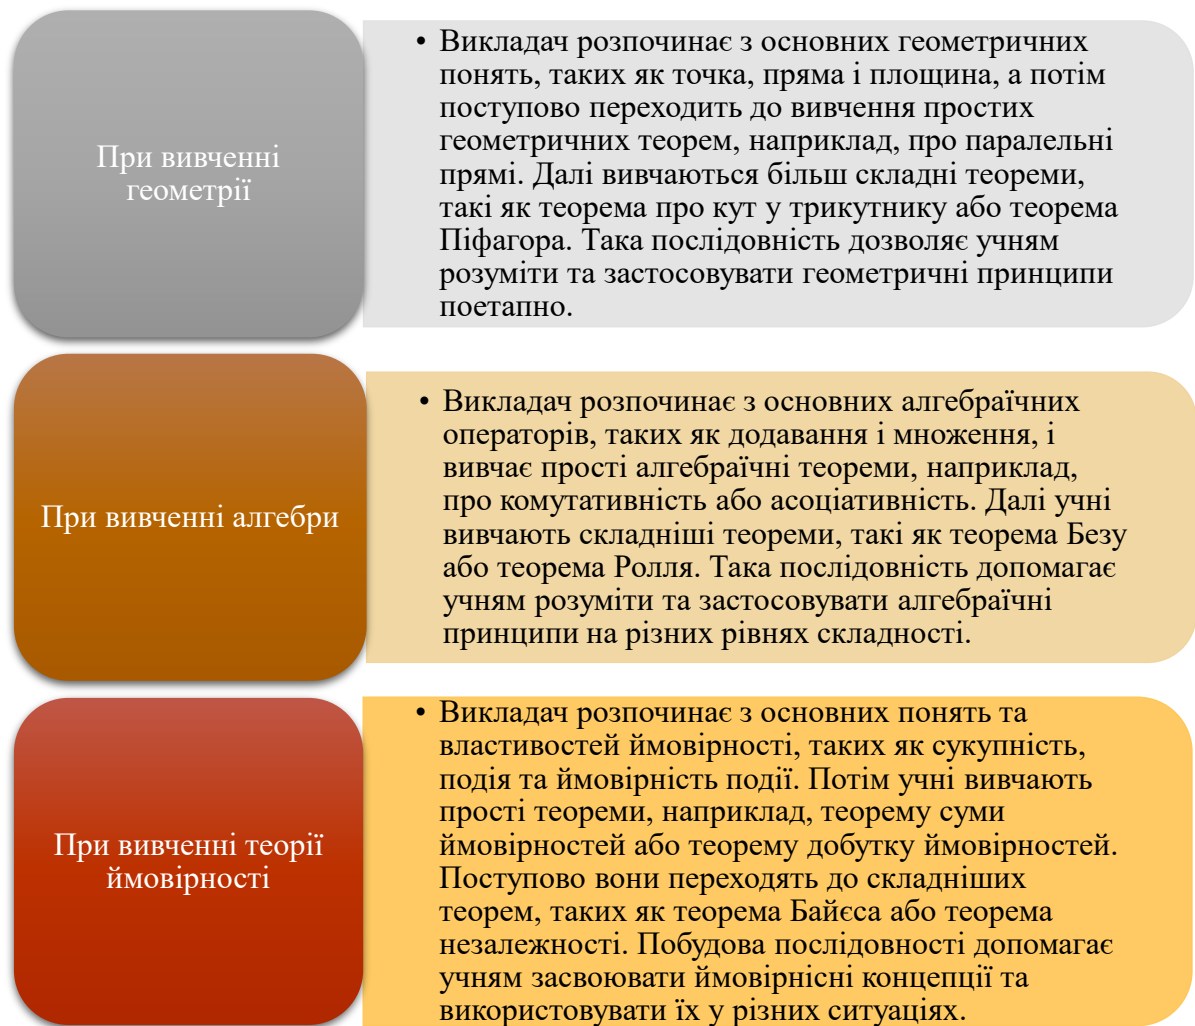 При вивченні
геометрії
• Викладач розпочинає з основних геометричних
понять, таких як точка, пряма і площина, а потім
поступово переходить до вивчення простих
геометричних теорем, наприклад, про паралельні
прямі. Далі вивчаються більш складні теореми,
такі як теорема про кут у трикутнику або теорема
Піфагора. Така послідовність дозволяє учням
розуміти та застосовувати геометричні принципи
поетапно.
При вивченні алгебри
• Викладач розпочинає з основних алгебраїчних
операторів, таких як додавання і множення, і
вивчає прості алгебраїчні теореми, наприклад,
про комутативність або асоціативність. Далі учні
вивчають складніші теореми, такі як теорема Безу
або теорема Ролля. Така послідовність допомагає
учням розуміти та застосовувати алгебраїчні
принципи на різних рівнях складності.
При вивченні теорії
ймовірності
• Викладач розпочинає з основних понять та
властивостей ймовірності, таких як сукупність,
подія та ймовірність події. Потім учні вивчають
прості теореми, наприклад, теорему суми
ймовірностей або теорему добутку ймовірностей.
Поступово вони переходять до складніших
теорем, таких як теорема Байєса або теорема
незалежності. Побудова послідовності допомагає
учням засвоювати ймовірнісні концепції та
використовувати їх у різних ситуаціях.